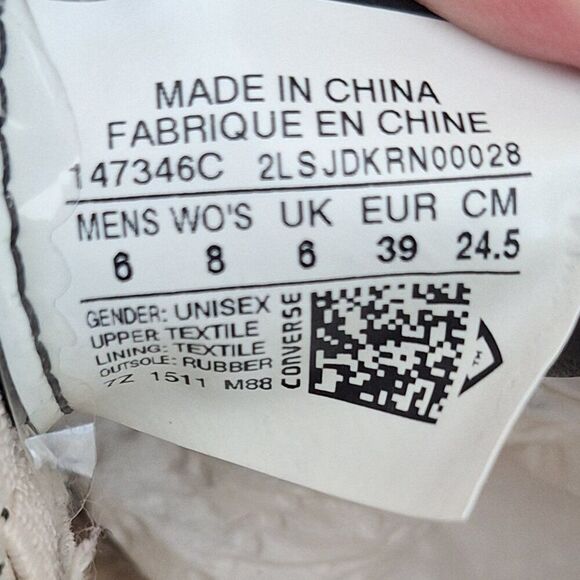 MADE IN CHINA
FABRIQUE EN CHINE
147346C 2LSJDKRN00028
MENS WO'S UK EUR CM
6 8 6 39 24.5
GENDER: UNISEX
UPPER: TEXTILE
LINING: TEXTILE
OUTSOLE: RUBBER
7Z 1511 M88
CONVERSE
TM